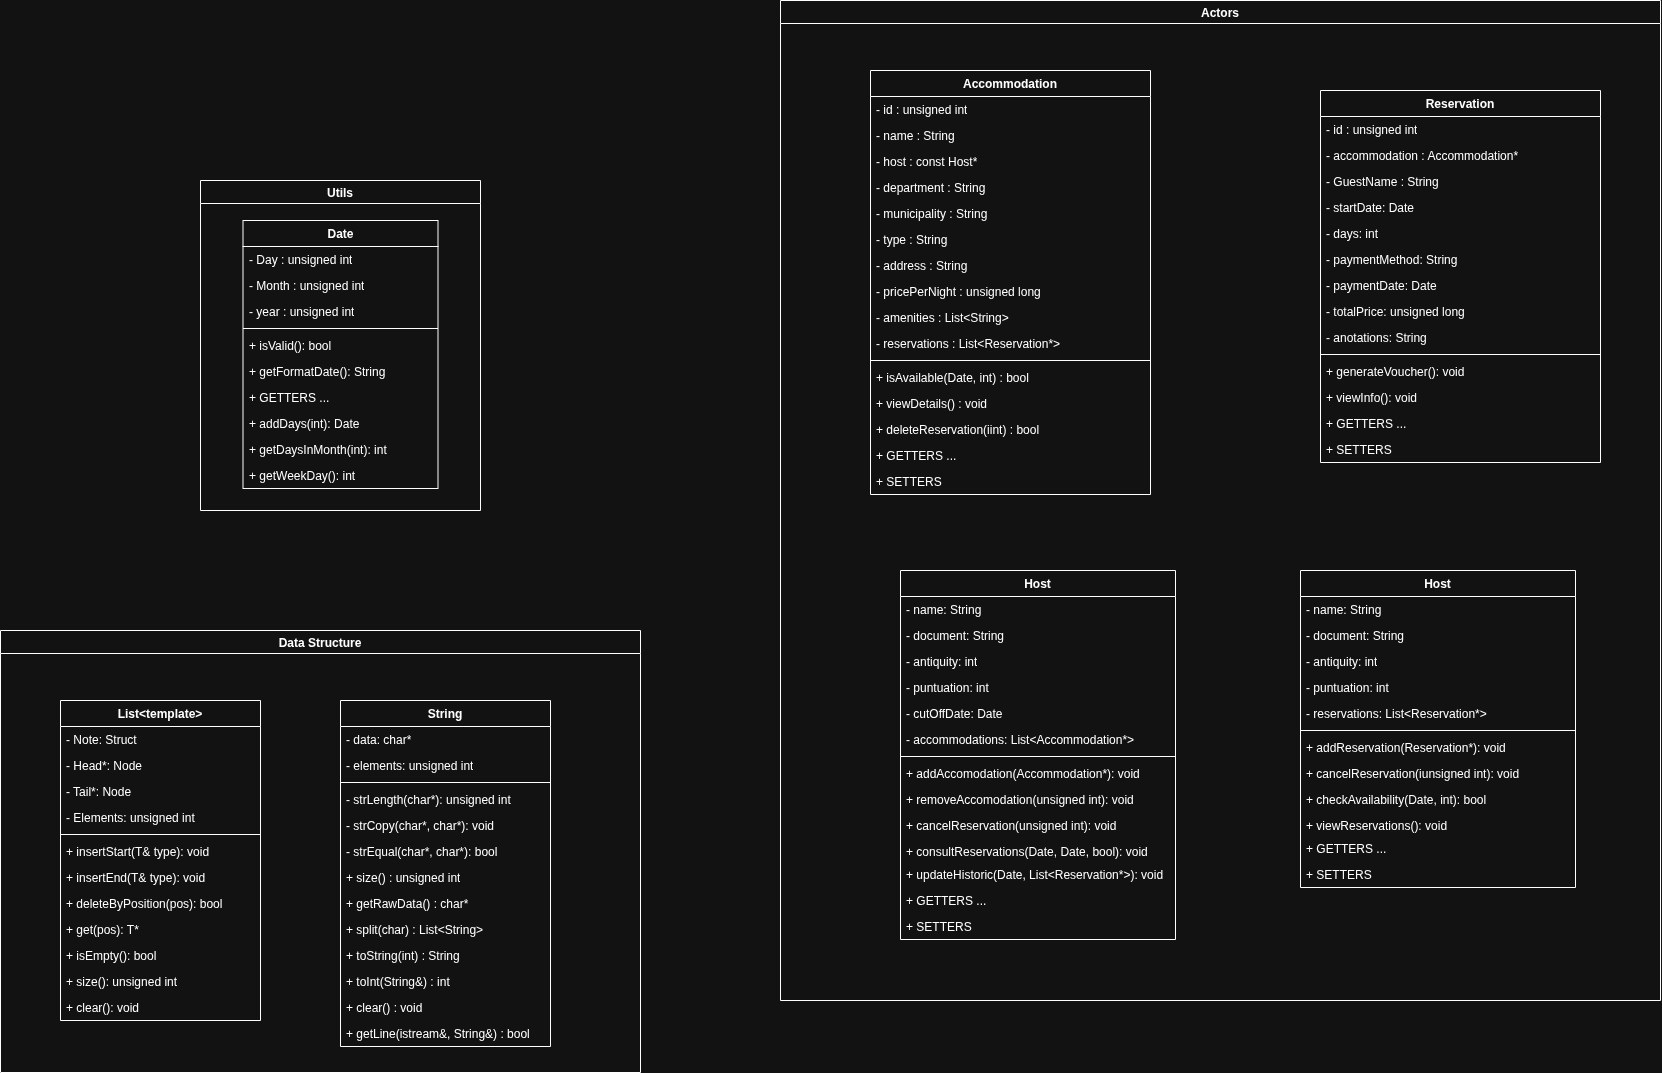 Utils
Date
- Day : unsigned int
- Month : unsigned int
- year : unsigned int
+ isValid(): bool
+ getFormatDate(): String
+ GETTERS ...
+ addDays(int): Date
+ getDaysInMonth(int): int
+ getWeekDay(): int
Data Structure
List<template>
- Note: Struct
- Head*: Node
- Tail*: Node
- Elements: unsigned int
+ insertStart(T& type): void
+ insertEnd(T& type): void
+ deleteByPosition(pos): bool
+ get(pos): T*
+ isEmpty(): bool
+ size(): unsigned int
+ clear(): void
String
- data: char*
- elements: unsigned int
- strLength(char*): unsigned int
- strCopy(char*, char*): void
- strEqual(char*, char*): bool
+ size() : unsigned int
+ getRawData() : char*
+ split(char) : List<String>
+ toString(int) : String
+ toInt(String&) : int
+ clear() : void
+ getLine(istream&, String&) : bool
Actors
Accommodation
- id : unsigned int
- name : String
- host : const Host*
- department : String
- municipality : String
- type : String
- address : String
- pricePerNight : unsigned long
- amenities : List<String>
- reservations : List<Reservation*>
+ isAvailable(Date, int) : bool
+ viewDetails() : void
+ deleteReservation(iint) : bool
+ GETTERS ...
+ SETTERS
Reservation
- id : unsigned int
- accommodation : Accommodation*
- GuestName : String
- startDate: Date
- days: int
- paymentMethod: String
- paymentDate: Date
- totalPrice: unsigned long
- anotations: String
+ generateVoucher(): void
+ viewInfo(): void
+ GETTERS ...
+ SETTERS
Host
- name: String
- document: String
- antiquity: int
- puntuation: int
- cutOffDate: Date
- accommodations: List<Accommodation*>
+ addAccomodation(Accommodation*): void
+ removeAccomodation(unsigned int): void
+ cancelReservation(unsigned int): void
+ consultReservations(Date, Date, bool): void
+ updateHistoric(Date, List<Reservation*>): void
+ GETTERS ...
+ SETTERS
Host
- name: String
- document: String
- antiquity: int
- puntuation: int
- reservations: List<Reservation*>
+ addReservation(Reservation*): void
+ cancelReservation(iunsigned int): void
+ checkAvailability(Date, int): bool
+ viewReservations(): void
+ GETTERS ...
+ SETTERS